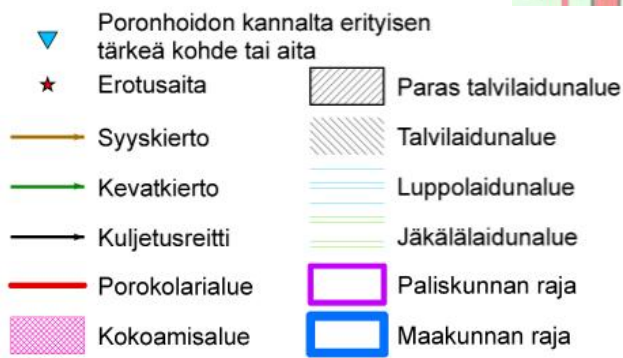 Poronhoidon kannalta erityisen
tärkeä kohde tai aita
Erotusaita
Syyskierto
Kevatkierto
Kuljetusreitti
Porokolarialue
Kokoamisalue
Paras talvilaidunalue
Talvilaidunalue
Luppolaidunalue
Jäkälälaidunalue
Paliskunnan raja
Maakunnan raja